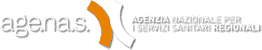 age.na.s.
AGENZIA NAZIONALE PER
I SERVIZI SANITARI REGIONALI